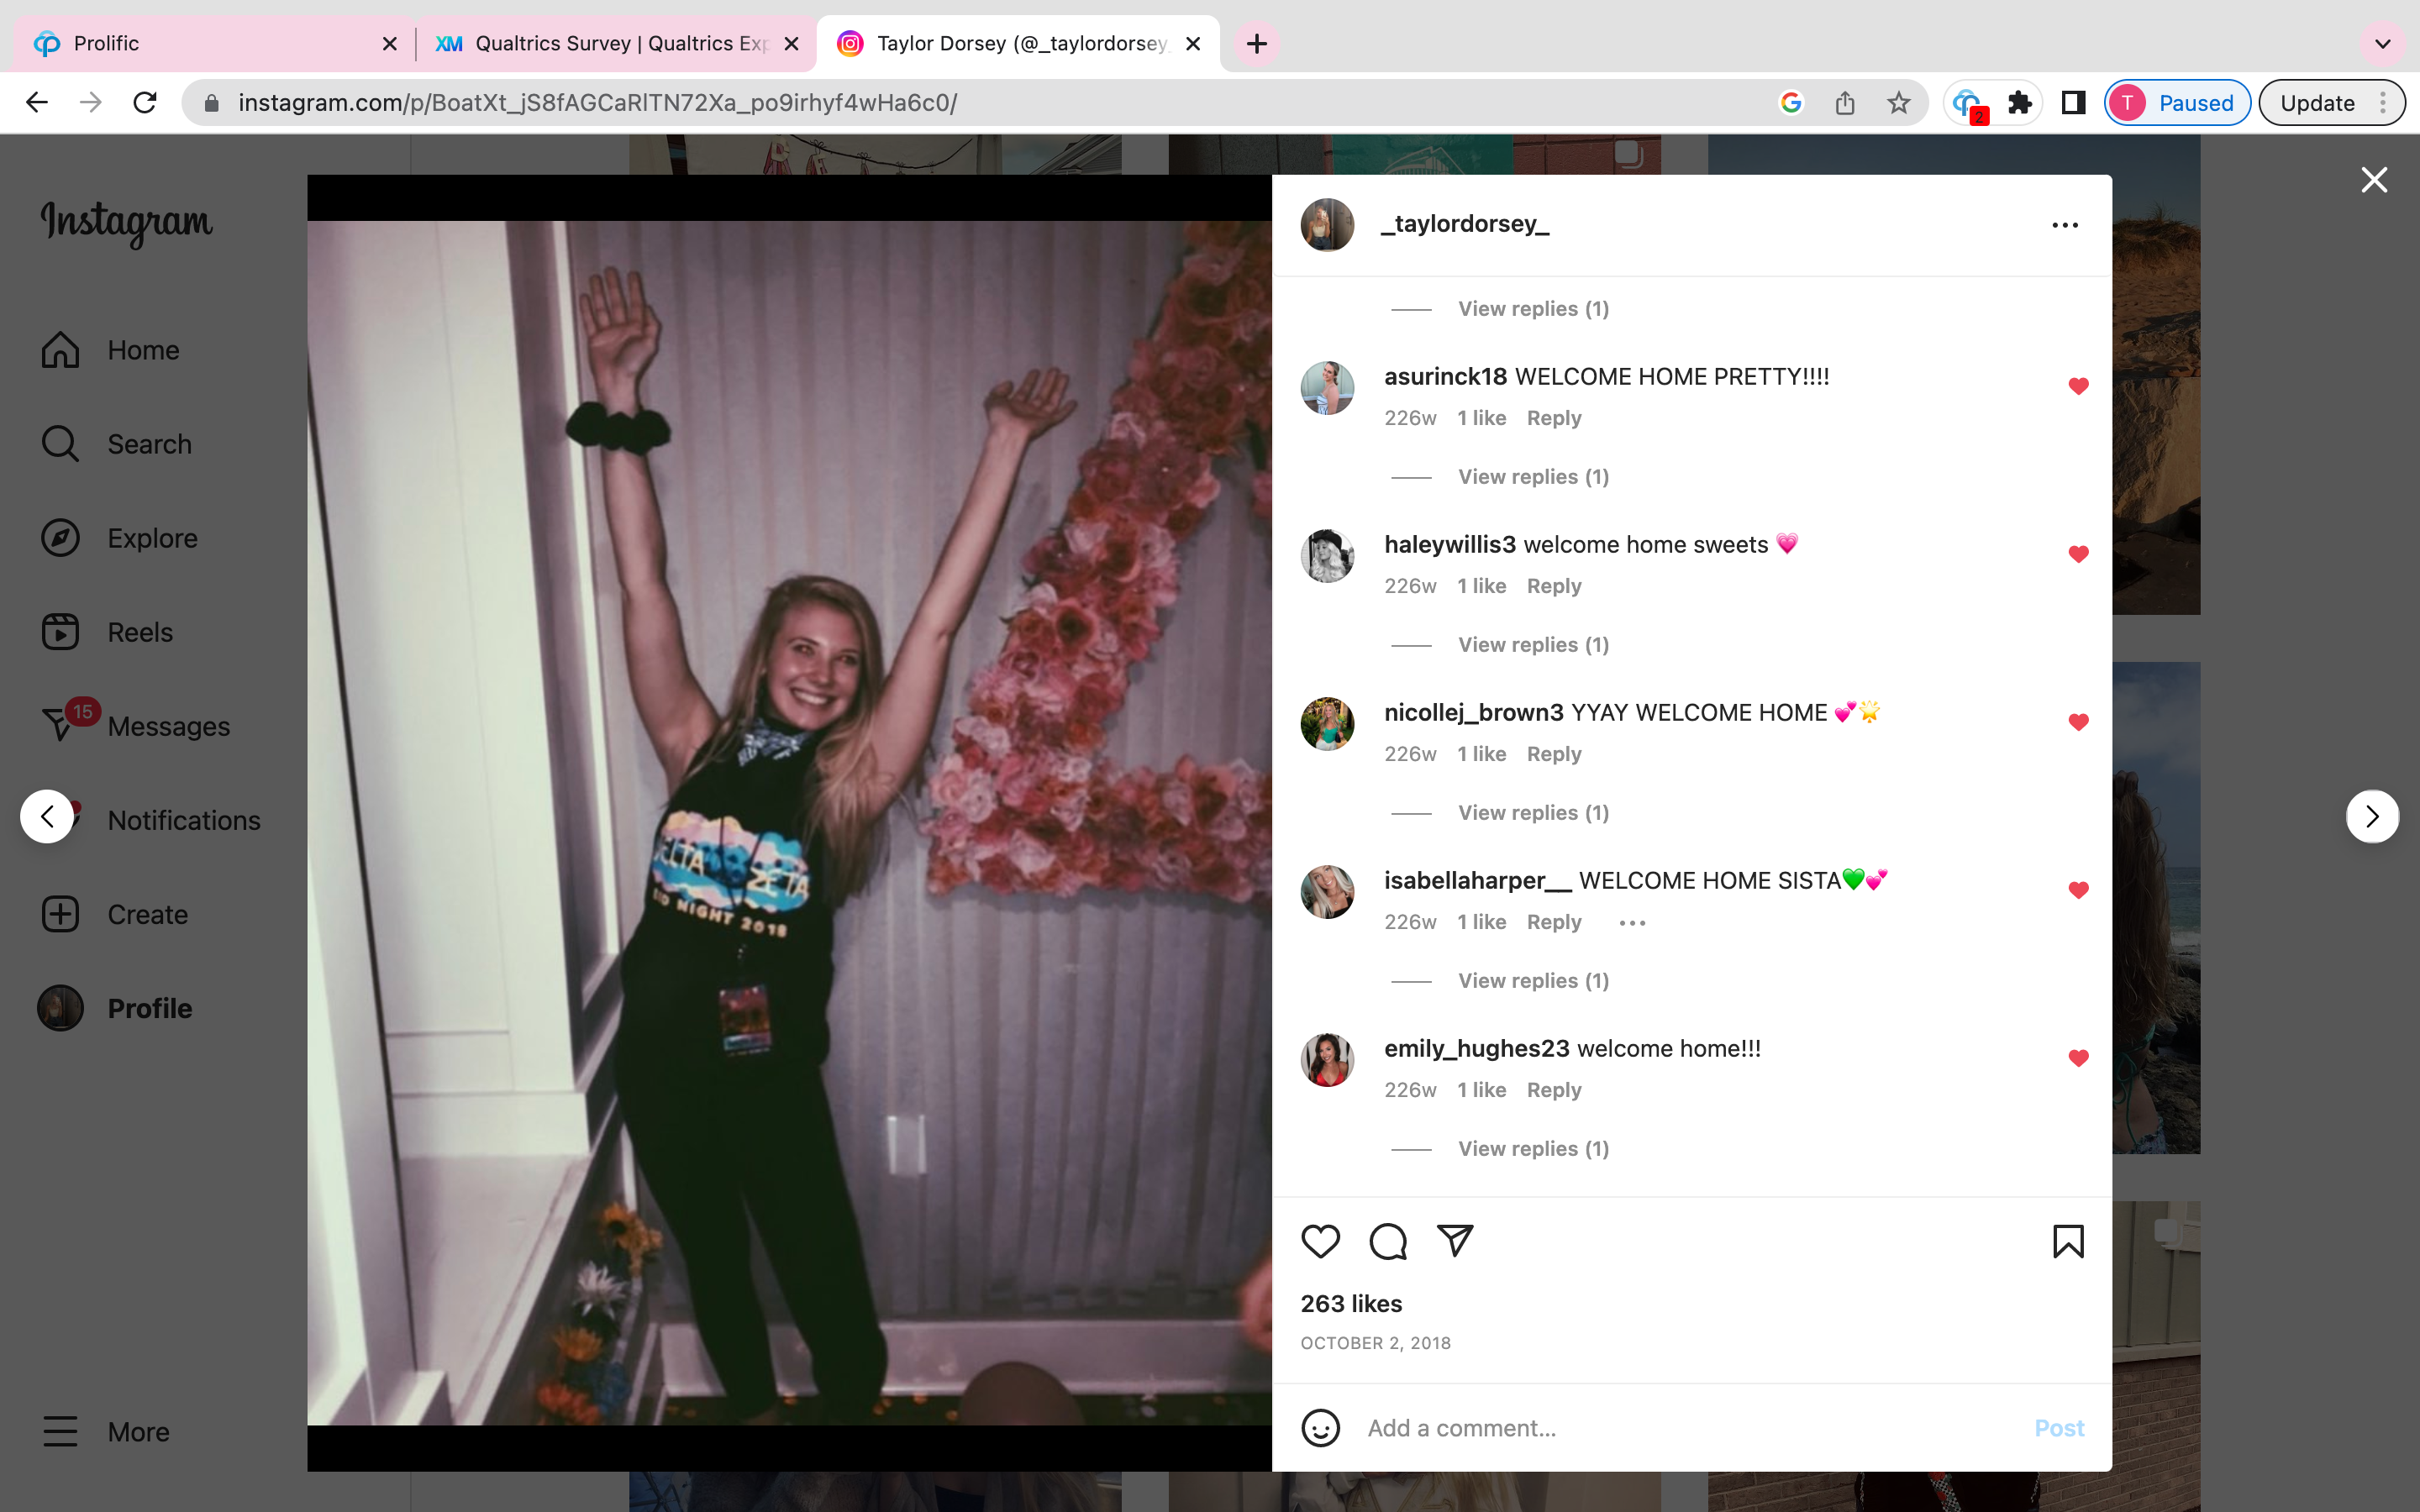 Prolific
Qualtrics Survey | Qualtrics Exp
Taylor Dorsey (@_taylordorsey_
instagram.com/p/BoatXt_jS8fAGCaRITN72Xa_po9irhyf4wHa6c0/
2
T
Paused
Update
Instagram
Home
Search
Explore
Reels
15
Messages
Notifications
Create
Profile
More
ELTA ZETA
BID NIGHT 2018
_taylordorsey_
View replies (1)
asurinck18 WELCOME HOME PRETTY!!!!
226w 1 like Reply
View replies (1)
haleywillis3 welcome home sweets 💗
226w 1 like Reply
View replies (1)
nicollej_brown3 YYAY WELCOME HOME 💕🌟
226w 1 like Reply
View replies (1)
isabellaharper__ WELCOME HOME SISTA💚💕
226w 1 like Reply
View replies (1)
emily_hughes23 welcome home!!!
226w 1 like Reply
View replies (1)
263 likes
OCTOBER 2, 2018
Add a comment...
Post